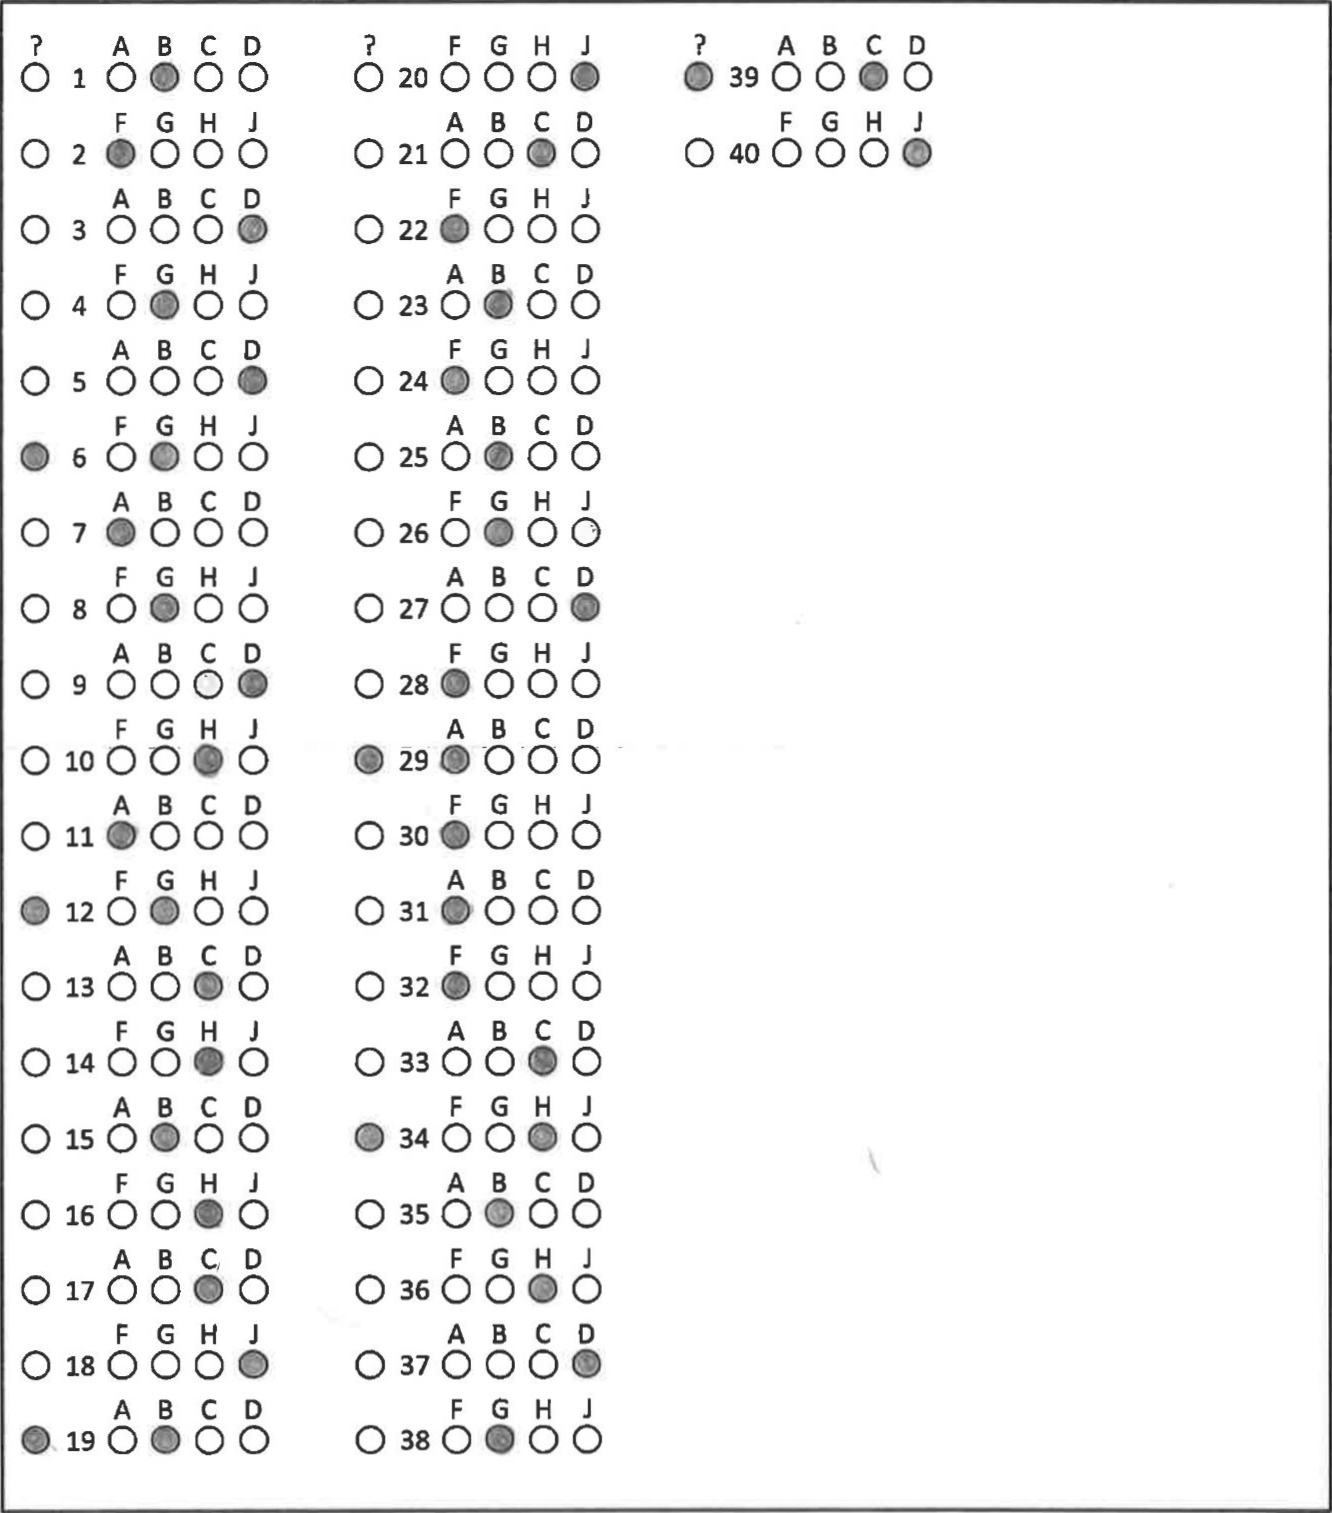 ? A B C D
1
F G H J
2
A B C D
3
F G H J
4
A B C D
5
F G H J
6
A B C D
7
F G H J
8
A B C D
9
F G H J
10
A B C D
11
F G H J
12
A B C D
13
F G H J
14
A B C D
15
F G H J
16
A B C D
17
F G H J
18
A B C D
19
? F G H J
20
A B C D
21
F G H J
22
A B C D
23
F G H J
24
A B C D
25
F G H J
26
A B C D
27
F G H J
28
A B C D
29
F G H J
30
A B C D
31
F G H J
32
A B C D
33
F G H J
34
A B C D
35
F G H J
36
A B C D
37
F G H J
38
? A B C D
39
F G H J
40